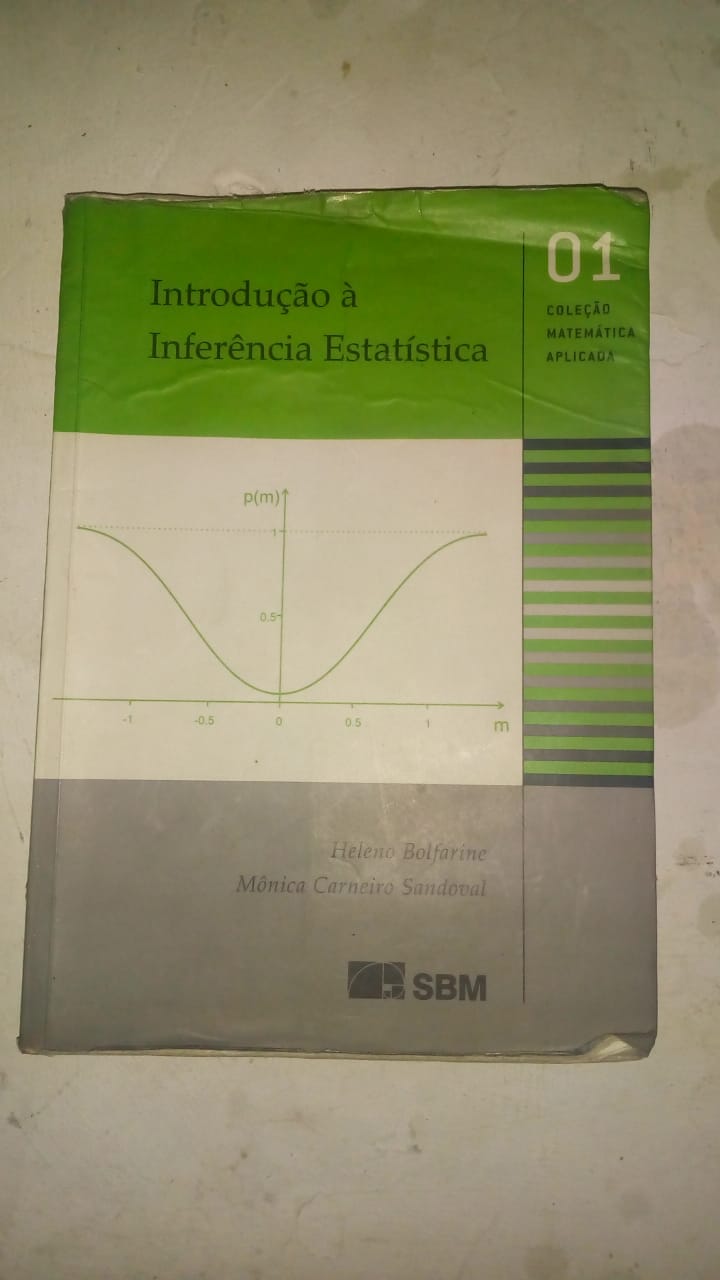 Introdução à
Inferência Estatística
01
COLEÇÃO
MATEMÁTICA
APLICADA
p(m)
1
0.5
-1
-0.5
0
0.5
1
m
Heleno Bolfarine
Mônica Carneiro Sandoval
SBM